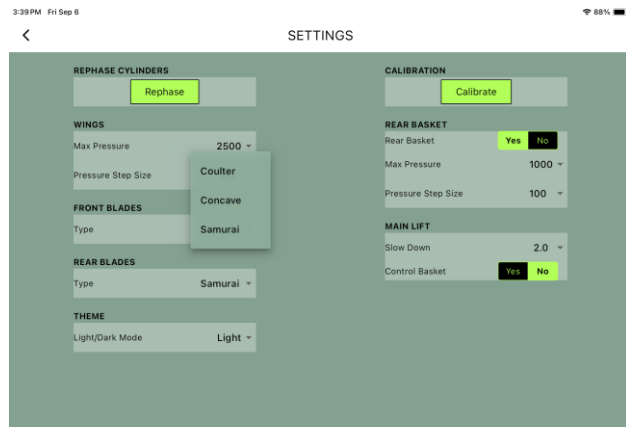 3:39 PM Fri Sep 6
88%
SETTINGS
REPHASE CYLINDERS
Rephase
WINGS
Max Pressure 2500
Pressure Step Size
Coulter
Concave
Samurai
FRONT BLADES
Type
REAR BLADES
Type Samurai
THEME
Light/Dark Mode Light
CALIBRATION
Calibrate
REAR BASKET
Rear Basket Yes No
Max Pressure 1000
Pressure Step Size 100
MAIN LIFT
Slow Down 2.0
Control Basket Yes No